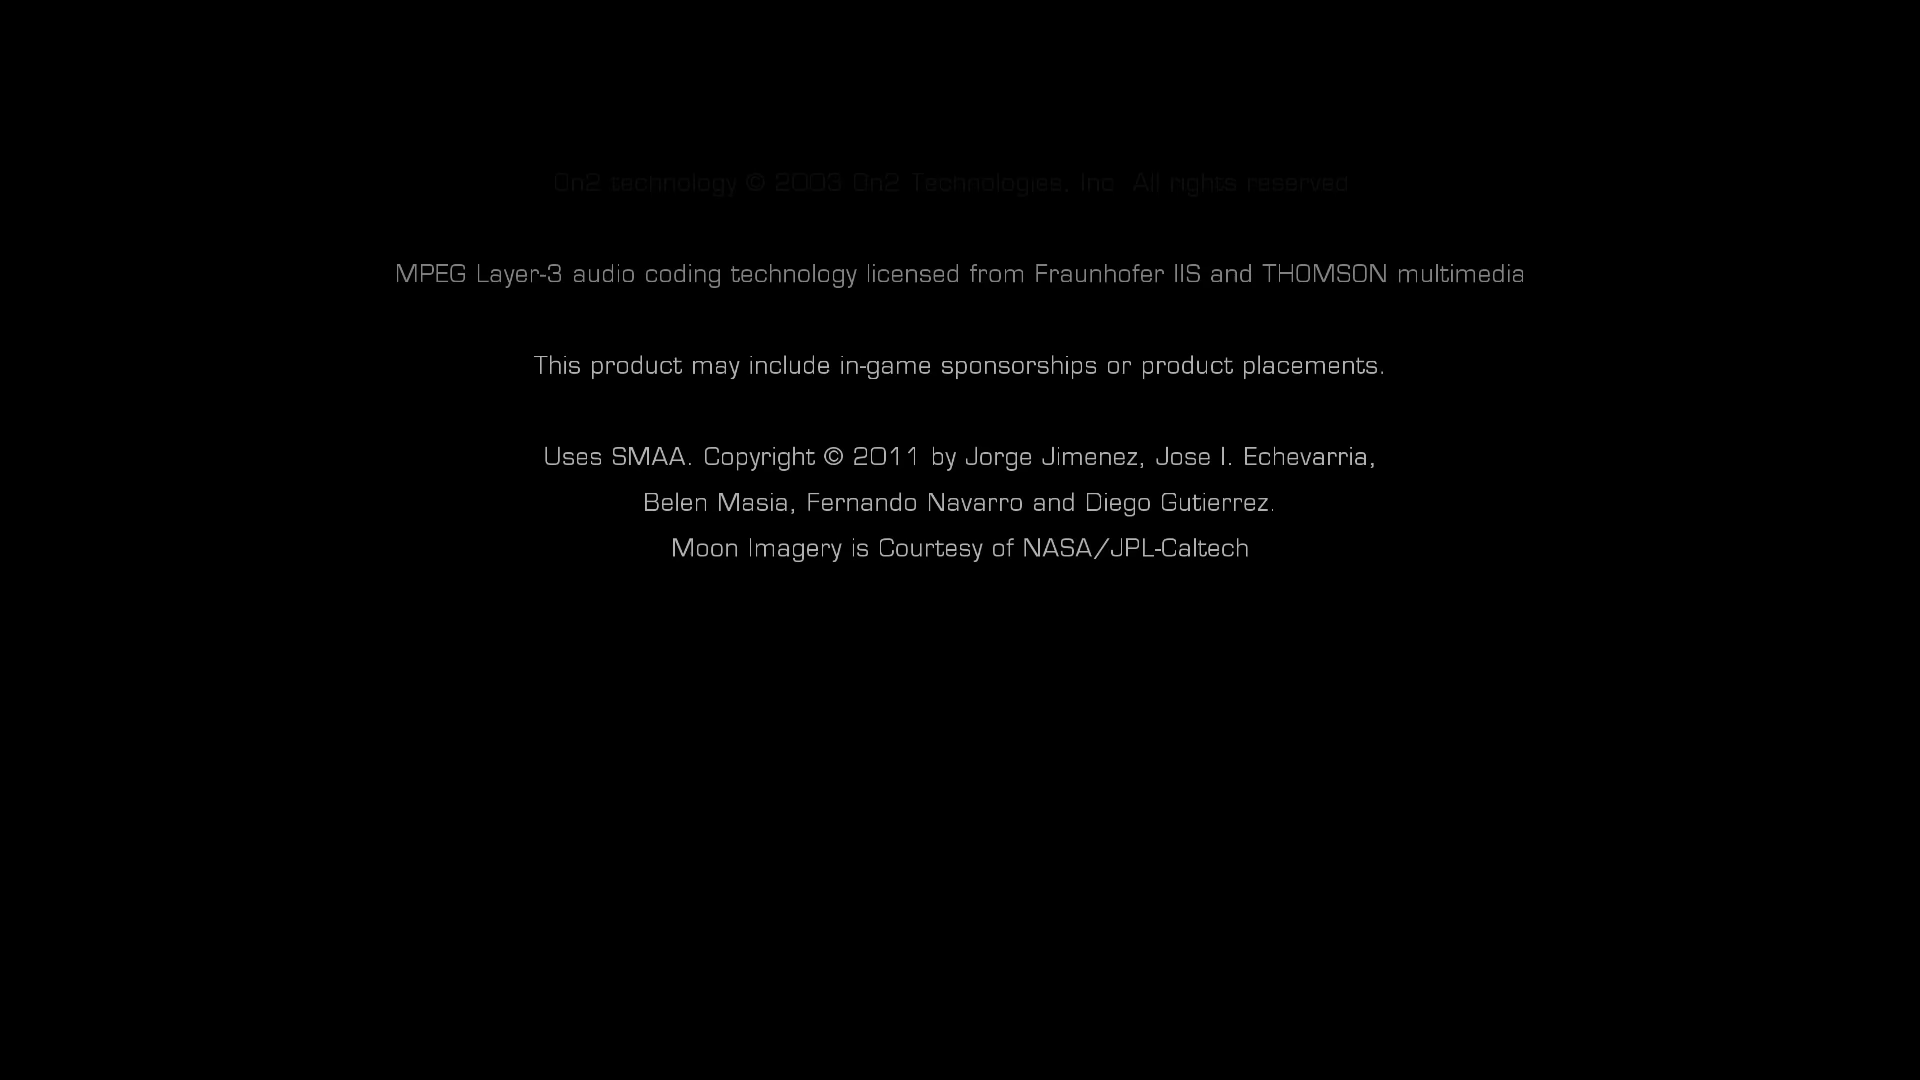 On2 technology © 2003 On2 Technologies, Inc. All rights reserved
MPEG Layer-3 audio coding technology licensed from Fraunhofer IIS and THOMSON multimedia
This product may include in-game sponsorships or product placements.
Uses SMAA. Copyright © 2011 by Jorge Jimenez, Jose I. Echevarria,
Belen Masia, Fernando Navarro and Diego Gutierrez.
Moon Imagery is Courtesy of NASA/JPL-Caltech